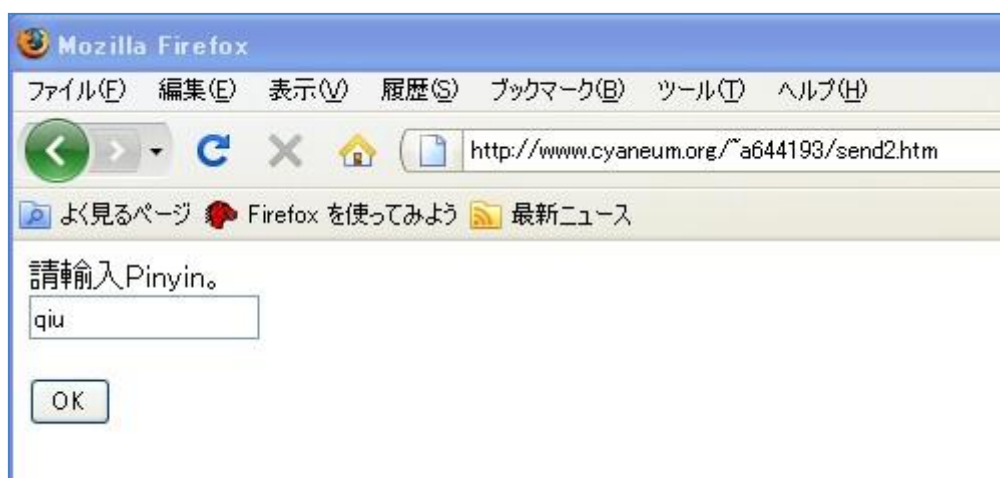 Mozilla Firefox
ファイル(F) 編集(E) 表示(V) 履歴(S) ブックマーク(B) ツール(T) ヘルプ(H)
http://www.cyaneum.org/~a644193/send2.htm
よく見るページ Firefox を使ってみよう 最新ニュース
請輸入Pinyin。
qiu
OK